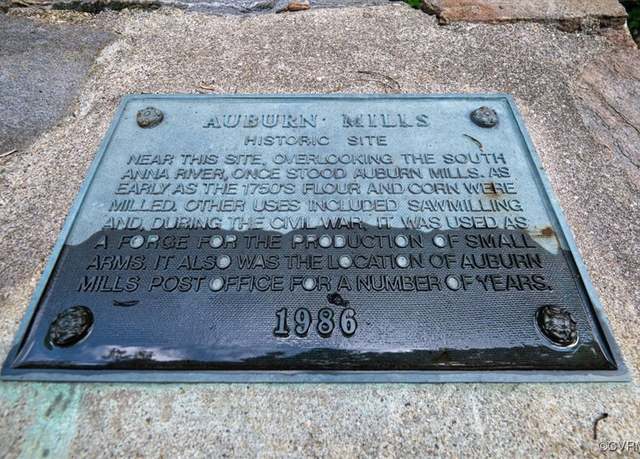 AUBURN MILLS
HISTORIC SITE
NEAR THIS SITE, OVERLOOKING THE SOUTH
ANNA RIVER, ONCE STOOD AUBURN MILLS. AS
EARLY AS THE 1750'S FLOUR AND CORN WERE
MILLED. OTHER USES INCLUDED SAWMILLING
AND, DURING THE CIVIL WAR, IT WAS USED AS
A FORGE FOR THE PRODUCTION OF SMALL
ARMS. IT ALSO WAS THE LOCATION OF AUBURN
MILLS POST OFFICE FOR A NUMBER OF YEARS.
1986